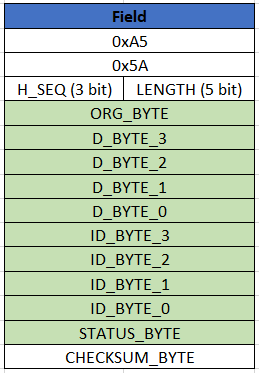 Field
0xA5
0x5A
H_SEQ (3 bit) LENGTH (5 bit)
ORG_BYTE
D_BYTE_3
D_BYTE_2
D_BYTE_1
D_BYTE_0
ID_BYTE_3
ID_BYTE_2
ID_BYTE_1
ID_BYTE_0
STATUS_BYTE
CHECKSUM_BYTE